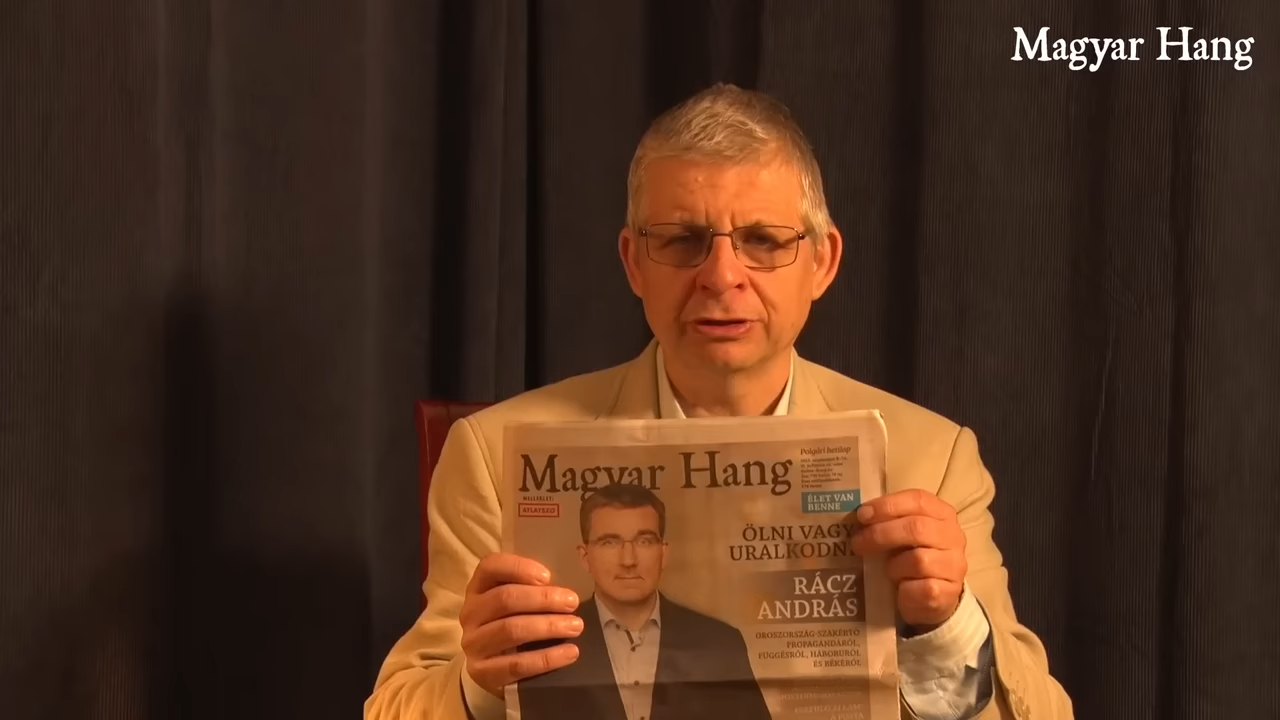 Magyar Hang
Magyar Hang
Polgári hetilap
MELLÉKLET:
ÁTLÁTSZÓ
ÉLET VAN
BENNE
ÖLNI VAGY
URALKODNI
RÁCZ
ANDRÁS
OROSZORSZÁG-SZAKÉRTŐ
PROPAGANDÁRÓL,
FÜGGÉSRŐL, HÁBORÚRÓL
ÉS BÉKÉRŐL